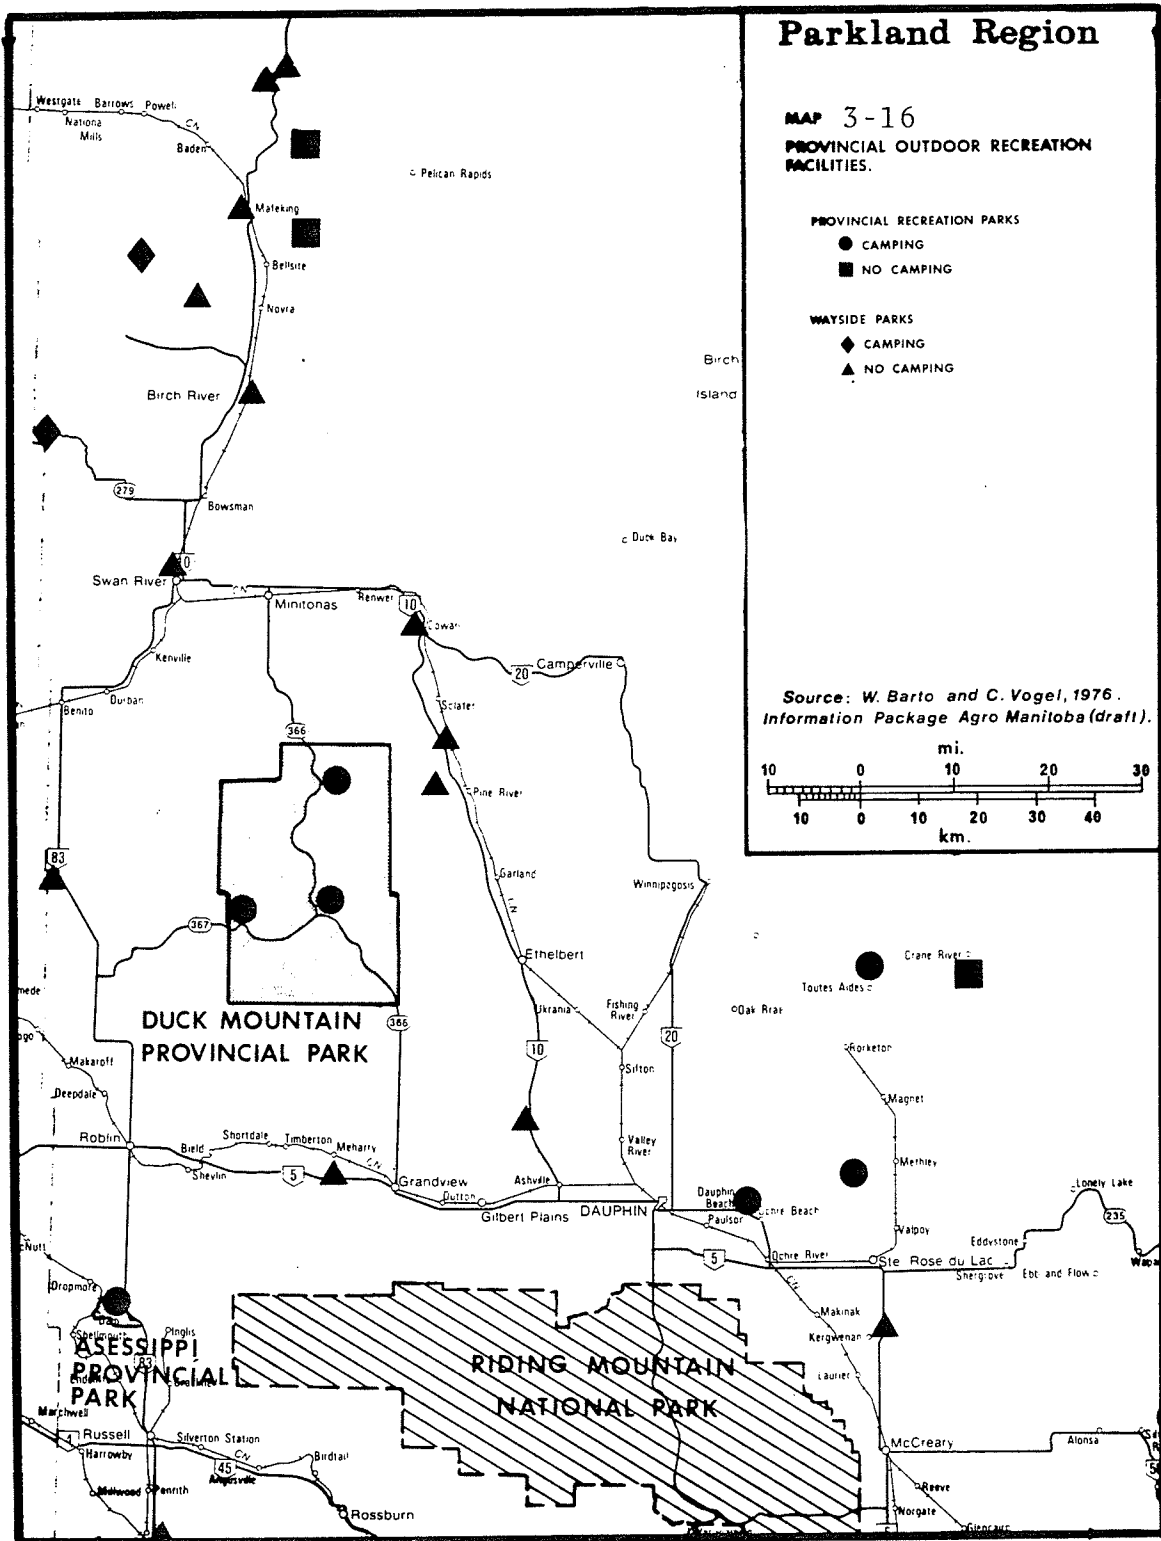 Parkland Region
MAP 3-16
PROVINCIAL OUTDOOR RECREATION
FACILITIES.
PROVINCIAL RECREATION PARKS
CAMPING
NO CAMPING
WAYSIDE PARKS
CAMPING
NO CAMPING
Source: W. Barto and C. Vogel, 1976.
Information Package Agro Manitoba (draft).
mi.
10 0 10 20 30
10 0 10 20 30 40
km.
Westgate
Barrows
Powell
National
Mills
CN
Baden
Pelican Rapids
Mafeking
Bellsite
Novra
Birch
Island
Birch River
279
Bowsman
Duck Bay
Swan River
CN
Minitonas
Renwer
10
Cowan
Kenville
20
Camperville
Durban
Benito
Sclater
366
Pine River
83
Garland
Winnipegosis
367
Ethelbert
Crane River
Toutes Aides
Ukrania
Fishing
River
Oak Brae
DUCK MOUNTAIN
PROVINCIAL PARK
366
10
20
Rorketon
Makaroff
Sifton
Deepdale
Magnet
Roblin
Bield
Shortdale
Timberton
Meharry
CN
Valley
River
Methley
Shevlin
5
Grandview
Ashville
Dutton
Gilbert Plains
DAUPHIN
Dauphin
Beach
Ochre Beach
Paulson
Lonely Lake
235
Valpoy
Eddystone
5
Ochre River
Ste Rose du Lac
Shergrove
Ebb and Flow
Dropmore
CN
Makinak
Shellmouth
Inglis
Kergwenan
ASESSIPPI
PROVINCIAL
PARK
83
RIDING MOUNTAIN
NATIONAL PARK
Laurier
Marchwell
Russell
Harrowby
Silverton Station
CN
Birdtail
45
Angusville
McCreary
Alonsa
Millwood
Penrith
Rossburn
Reeve
Norgate
5
Glencairn